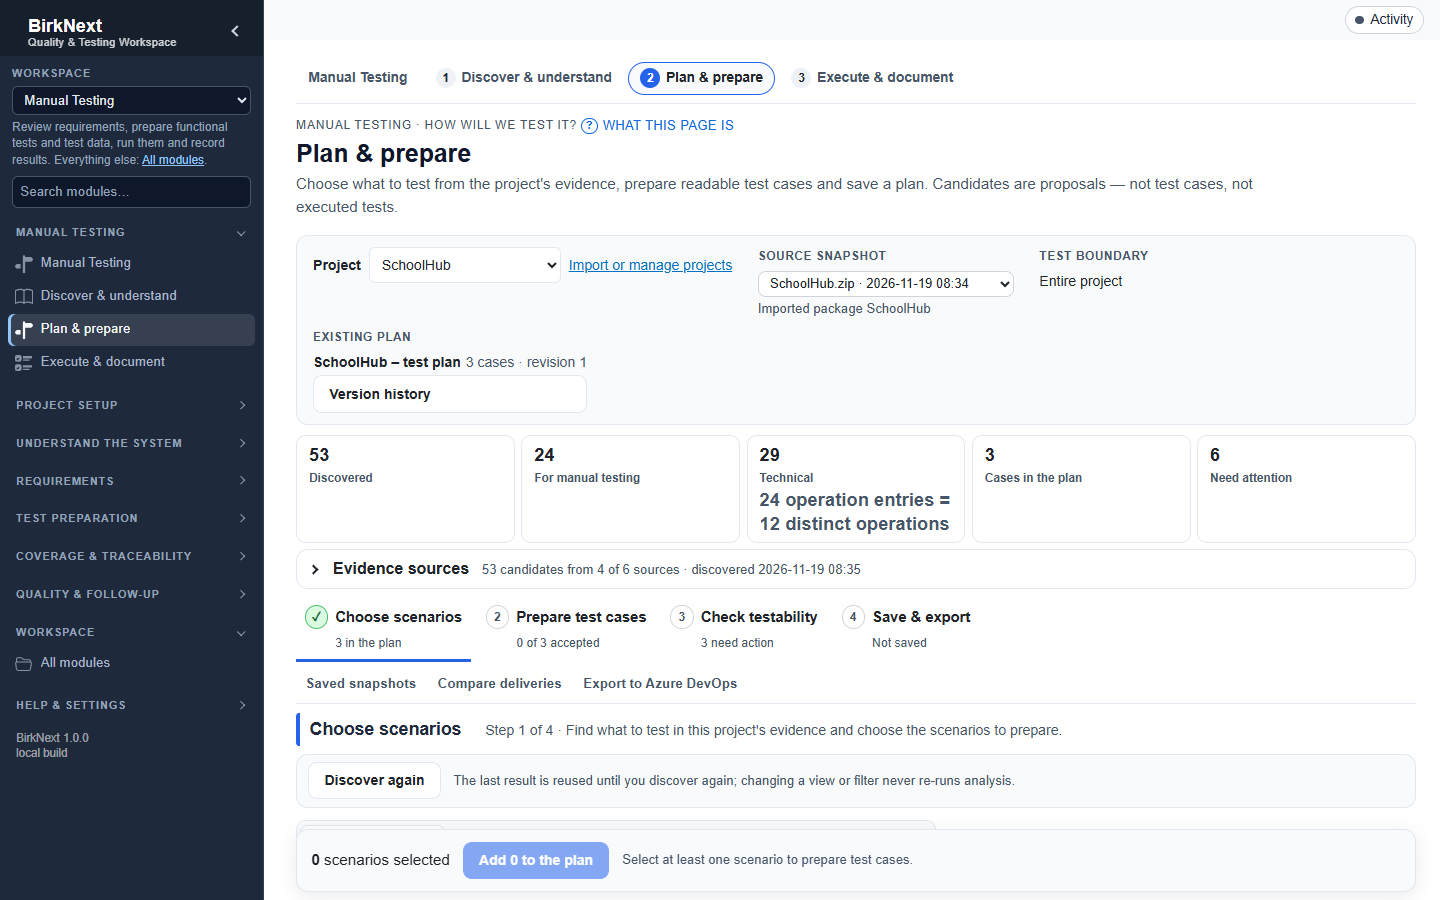 BirkNext
Quality & Testing Workspace
WORKSPACE
Manual Testing
Review requirements, prepare functional
tests and test data, run them and record
results. Everything else: All modules.
Search modules...
MANUAL TESTING
Manual Testing
Discover & understand
Plan & prepare
Execute & document
PROJECT SETUP
UNDERSTAND THE SYSTEM
REQUIREMENTS
TEST PREPARATION
COVERAGE & TRACEABILITY
QUALITY & FOLLOW-UP
WORKSPACE
All modules
HELP & SETTINGS
BirkNext 1.0.0
local build
Activity
Manual Testing 1 Discover & understand 2 Plan & prepare 3 Execute & document
MANUAL TESTING · HOW WILL WE TEST IT? ? WHAT THIS PAGE IS
Plan & prepare
Choose what to test from the project's evidence, prepare readable test cases and save a plan. Candidates are proposals — not test cases, not
executed tests.
Project SchoolHub Import or manage projects
SOURCE SNAPSHOT
SchoolHub.zip · 2026-11-19 08:34
Imported package SchoolHub
TEST BOUNDARY
Entire project
EXISTING PLAN
SchoolHub – test plan 3 cases · revision 1
Version history
53
Discovered
24
For manual testing
29
Technical
24 operation entries =
12 distinct operations
3
Cases in the plan
6
Need attention
Evidence sources 53 candidates from 4 of 6 sources · discovered 2026-11-19 08:35
Choose scenarios
3 in the plan
2 Prepare test cases
0 of 3 accepted
3 Check testability
3 need action
4 Save & export
Not saved
Saved snapshots Compare deliveries Export to Azure DevOps
Choose scenarios Step 1 of 4 · Find what to test in this project's evidence and choose the scenarios to prepare.
Discover again The last result is reused until you discover again; changing a view or filter never re-runs analysis.
0 scenarios selected Add 0 to the plan Select at least one scenario to prepare test cases.